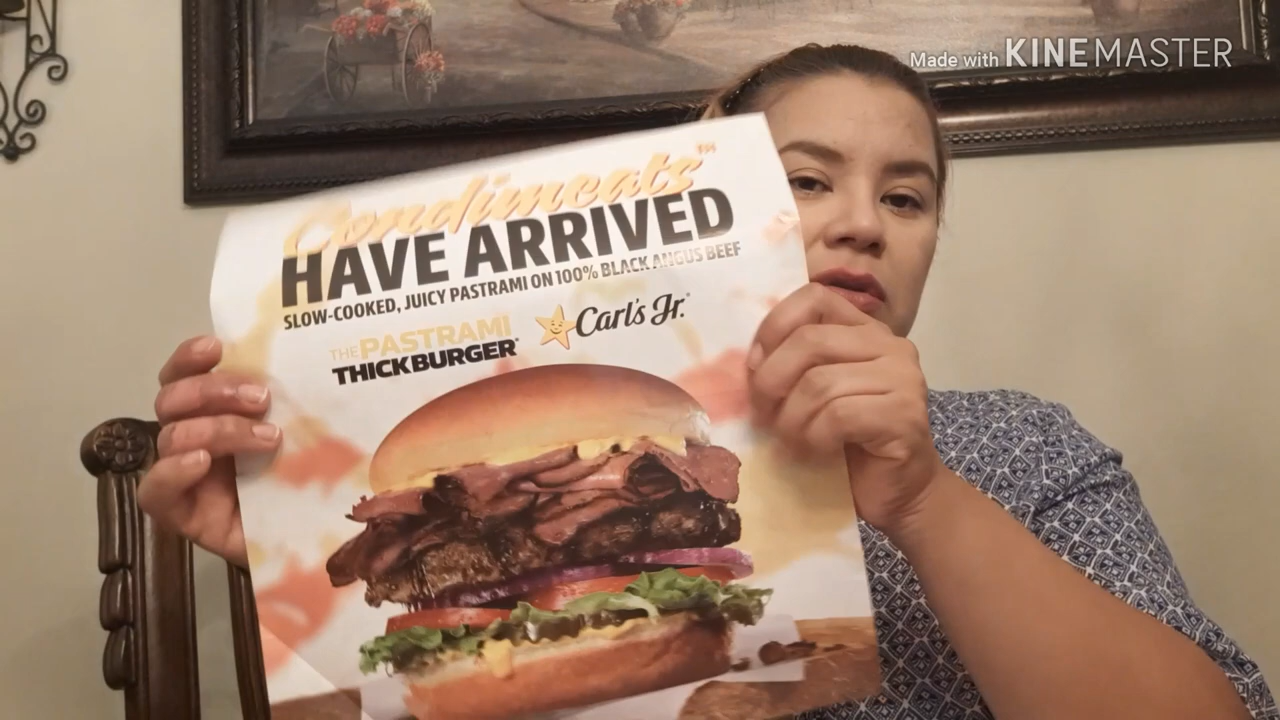 Made with KINEMASTER
Condimeats™
HAVE ARRIVED
SLOW-COOKED, JUICY PASTRAMI ON 100% BLACK ANGUS BEEF
THE PASTRAMI
THICKBURGER®
Carl's Jr.®